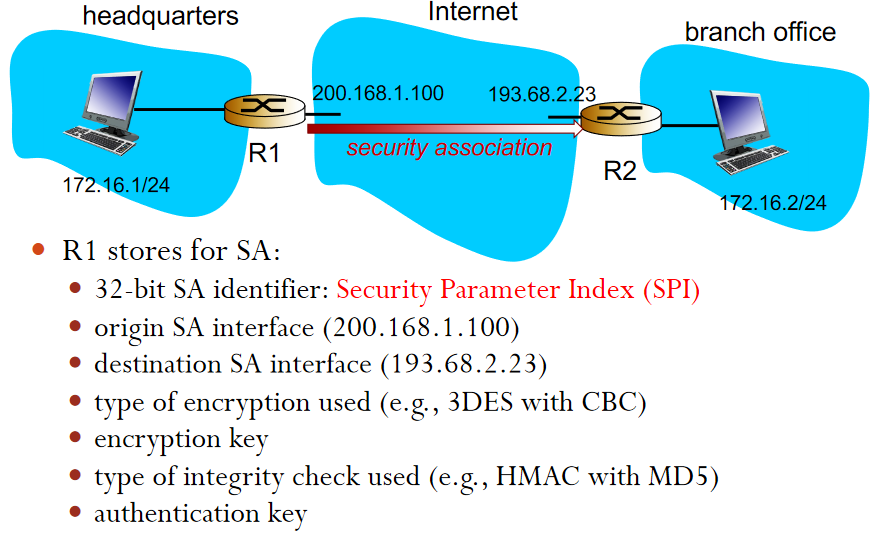 headquarters
Internet
branch office
200.168.1.100
193.68.2.23
security association
R1
R2
172.16.1/24
172.16.2/24
• R1 stores for SA:
• 32-bit SA identifier: Security Parameter Index (SPI)
• origin SA interface (200.168.1.100)
• destination SA interface (193.68.2.23)
• type of encryption used (e.g., 3DES with CBC)
• encryption key
• type of integrity check used (e.g., HMAC with MD5)
• authentication key